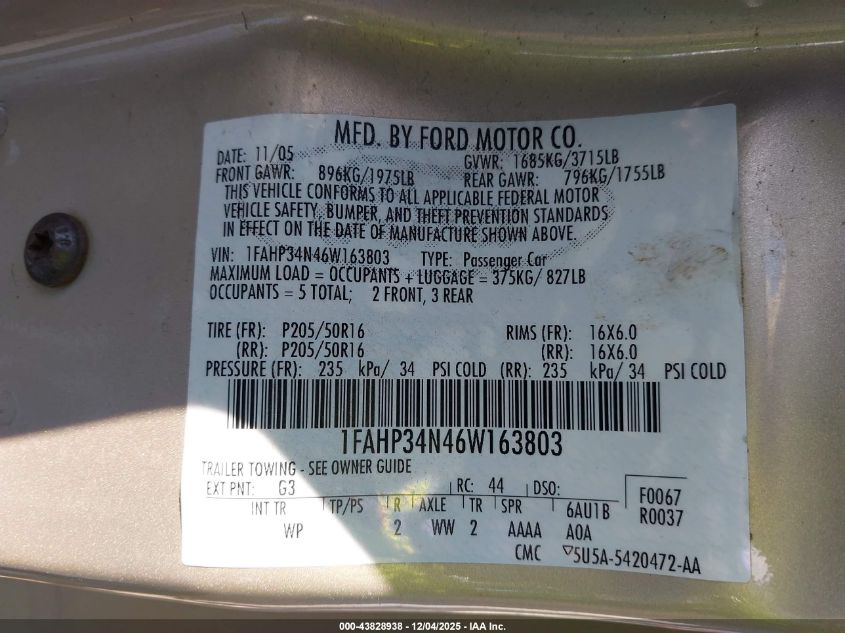 MFD. BY FORD MOTOR CO.
DATE: 11/05 GVWR: 1685KG/3715LB
FRONT GAWR: 896KG/1975LB REAR GAWR: 796KG/1755LB
THIS VEHICLE CONFORMS TO ALL APPLICABLE FEDERAL MOTOR
VEHICLE SAFETY, BUMPER, AND THEFT PREVENTION STANDARDS
IN EFFECT ON THE DATE OF MANUFACTURE SHOWN ABOVE.
VIN: 1FAHP34N46W163803 TYPE: Passenger Car
MAXIMUM LOAD = OCCUPANTS + LUGGAGE = 375KG/ 827LB
OCCUPANTS = 5 TOTAL; 2 FRONT, 3 REAR
TIRE (FR): P205/50R16 RIMS (FR): 16X6.0
(RR): P205/50R16 (RR): 16X6.0
PRESSURE (FR): 235 kPa/ 34 PSI COLD (RR): 235 kPa/ 34 PSI COLD
1FAHP34N46W163803
TRAILER TOWING - SEE OWNER GUIDE
EXT PNT: G3 RC: 44 DSO: F0067
INT TR TP/PS R AXLE TR SPR 6AU1B R0037
WP 2 WW 2 AAAA A0A
CMC 5U5A-5420472-AA
000-43828938 - 12/04/2025 - IAA Inc.